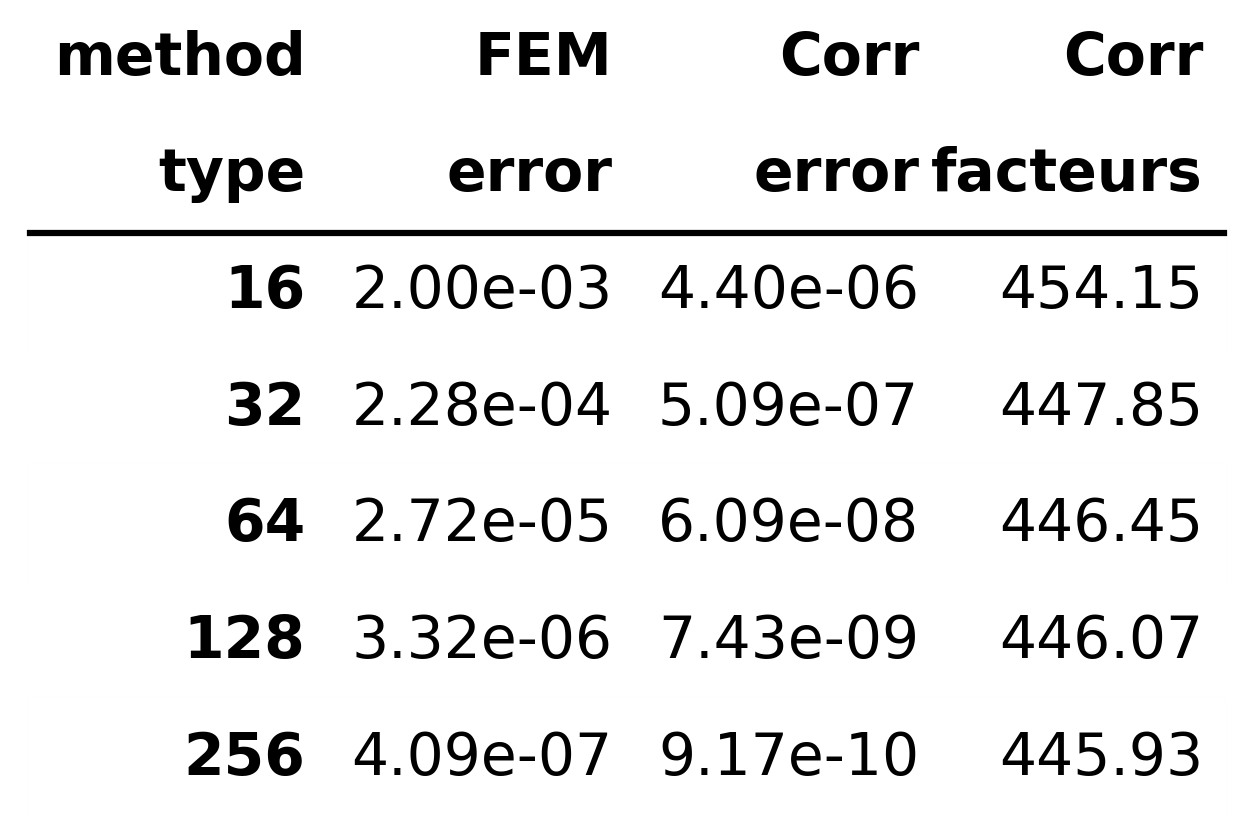 method FEM Corr Corr
type error error facteurs
16 2.00e-03 4.40e-06 454.15
32 2.28e-04 5.09e-07 447.85
64 2.72e-05 6.09e-08 446.45
128 3.32e-06 7.43e-09 446.07
256 4.09e-07 9.17e-10 445.93